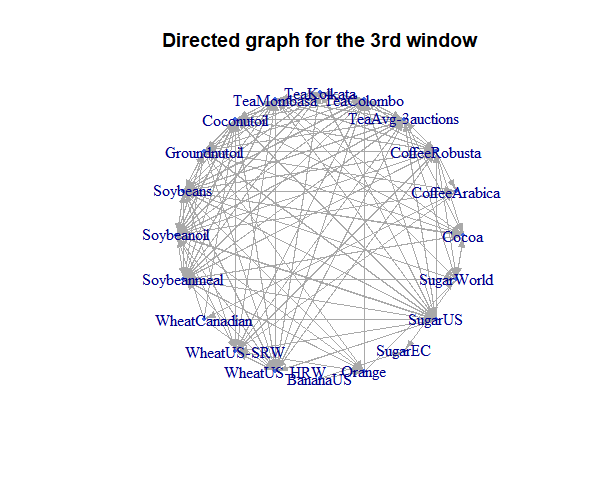 Directed graph for the 3rd window
TeaKolkata
TeaMombasa TeaColombo
Coconutoil TeaAvg-3auctions
Groundnutoil CoffeeRobusta
Soybeans CoffeeArabica
Soybeanoil Cocoa
Soybeanmeal SugarWorld
WheatCanadian SugarUS
WheatUS-SRW SugarEC
WheatUS-HRW Orange
BananaUS